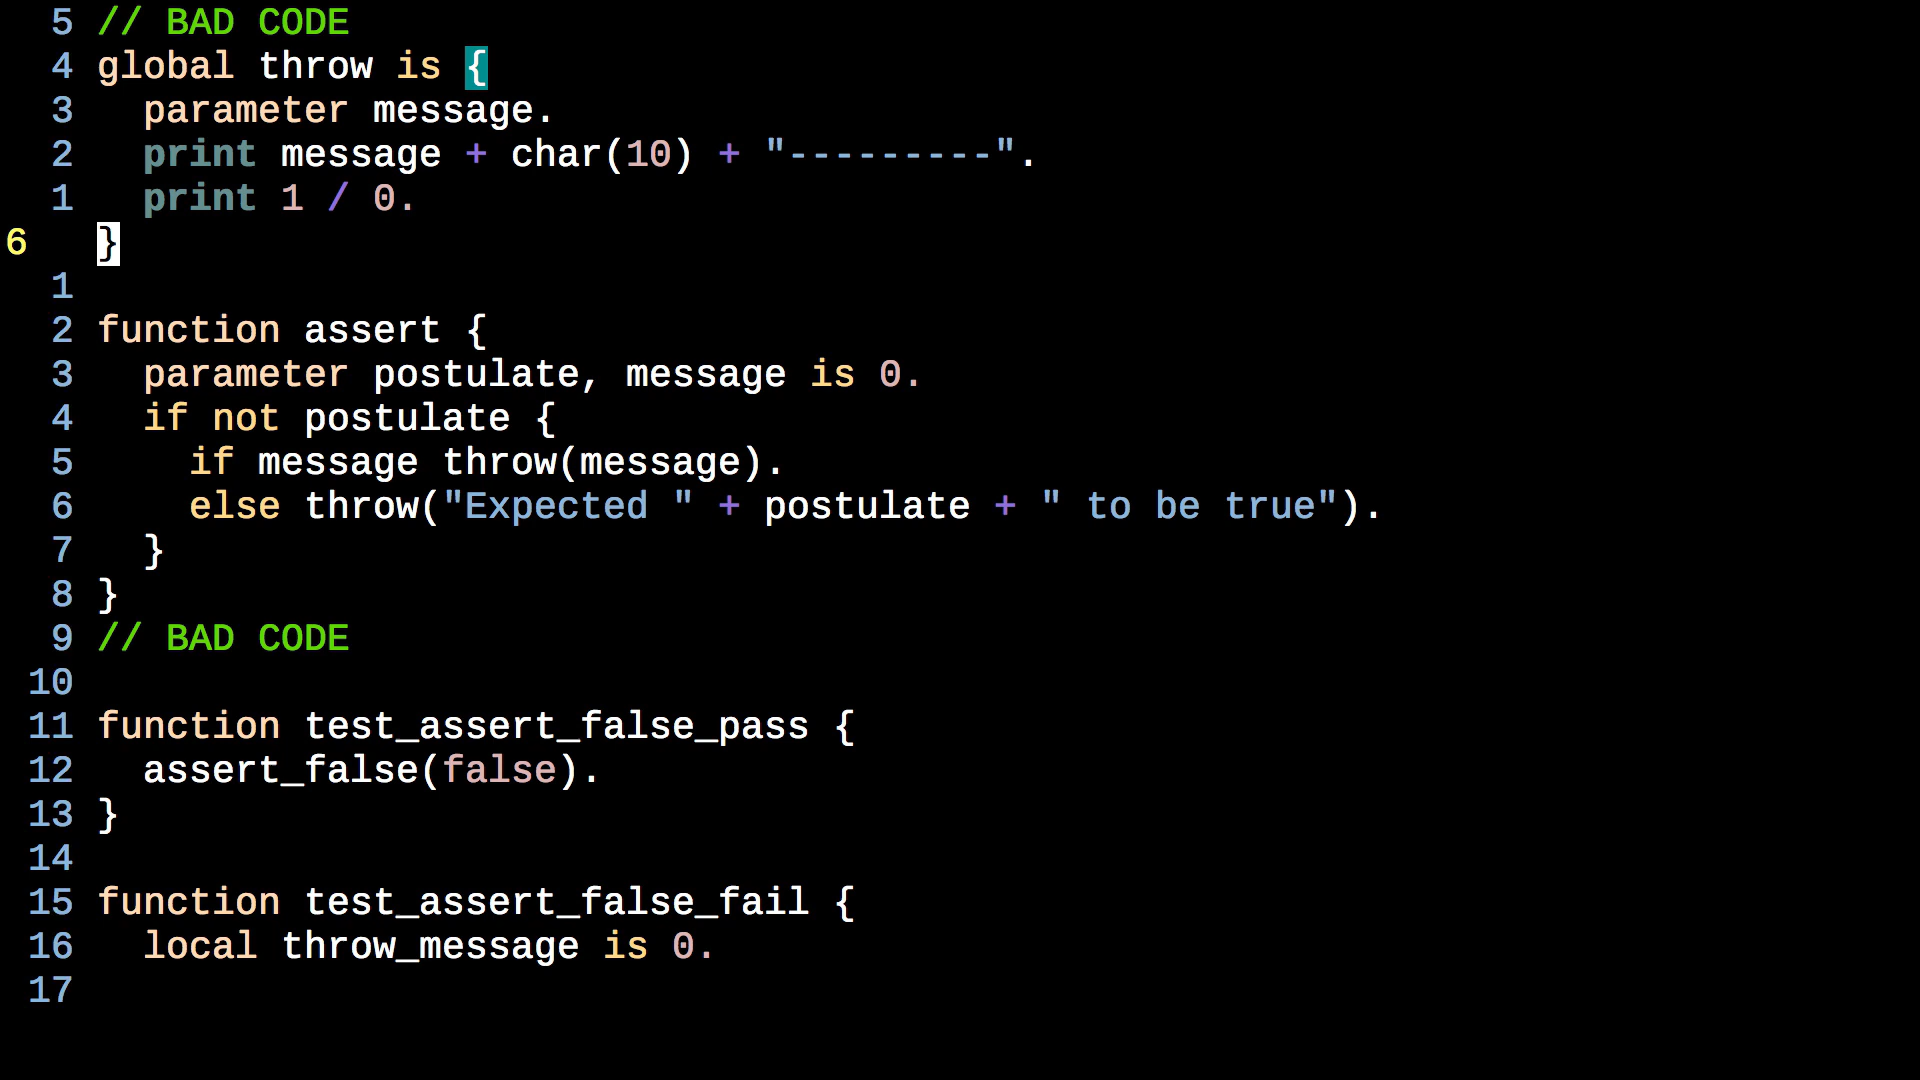 5 // BAD CODE
4 global throw is {
3   parameter message.
2   print message + char(10) + "---------".
1   print 1 / 0.
6 }
1
2 function assert {
3   parameter postulate, message is 0.
4   if not postulate {
5     if message throw(message).
6     else throw("Expected " + postulate + " to be true").
7   }
8 }
9 // BAD CODE
10
11 function test_assert_false_pass {
12   assert_false(false).
13 }
14
15 function test_assert_false_fail {
16   local throw_message is 0.
17